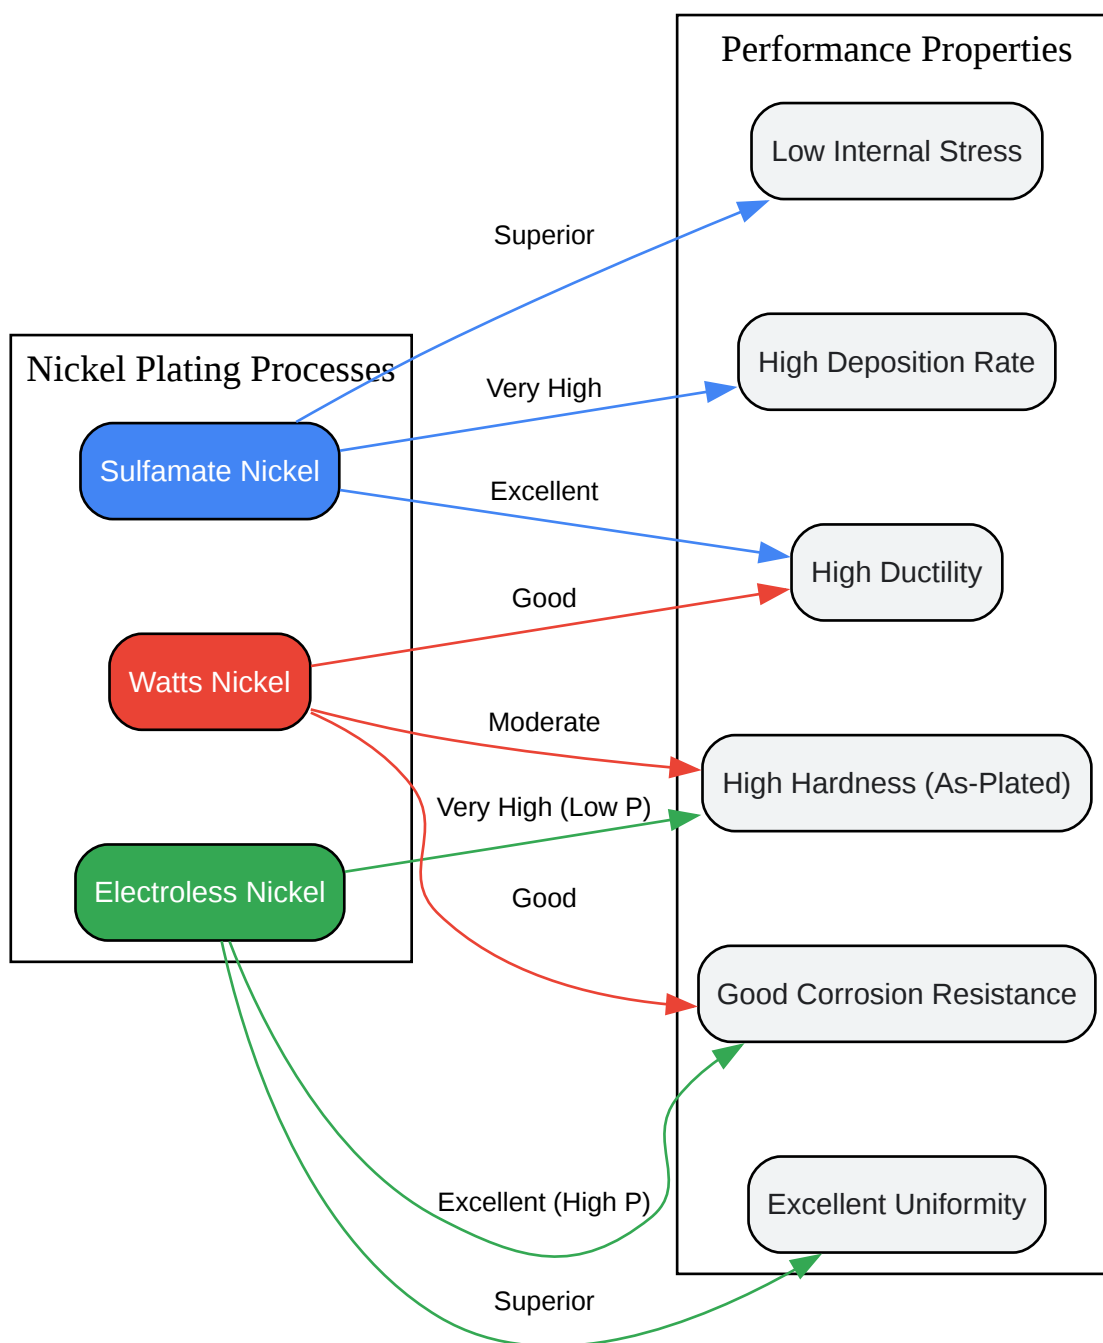 Performance Properties
Low Internal Stress
Superior
High Deposition Rate
Nickel Plating Processes
Very High
Sulfamate Nickel
Excellent
High Ductility
Good
Watts Nickel
Moderate
High Hardness (As-Plated)
Very High (Low P)
Electroless Nickel
Good
Good Corrosion Resistance
Excellent (High P)
Excellent Uniformity
Superior